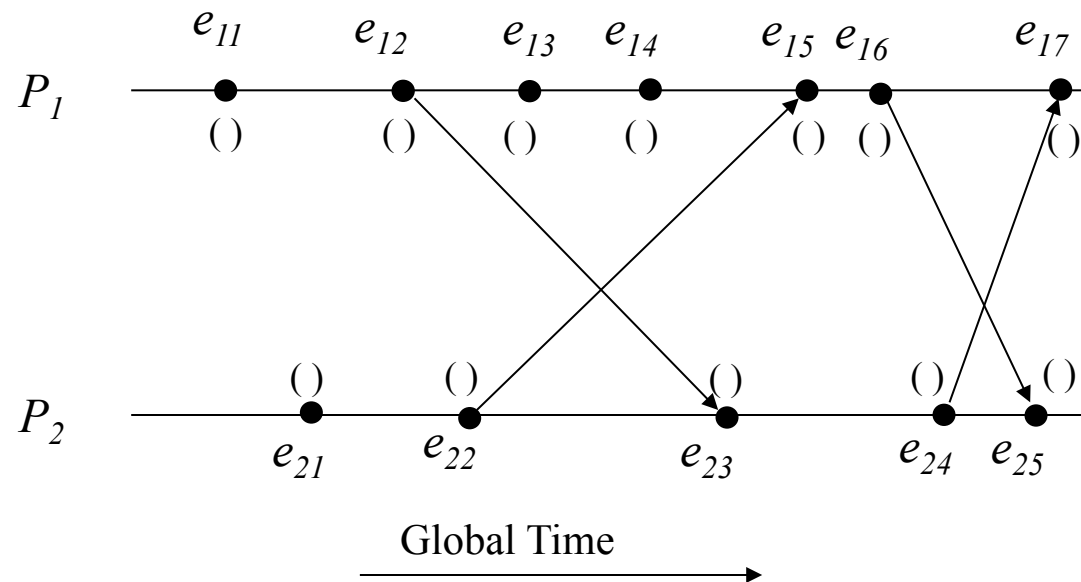 e11 e12 e13 e14 e15 e16 e17
P1
( ) ( ) ( ) ( ) ( ) ( ) ( )
( ) ( ) ( ) ( ) ( )
P2
e21 e22 e23 e24 e25
Global Time